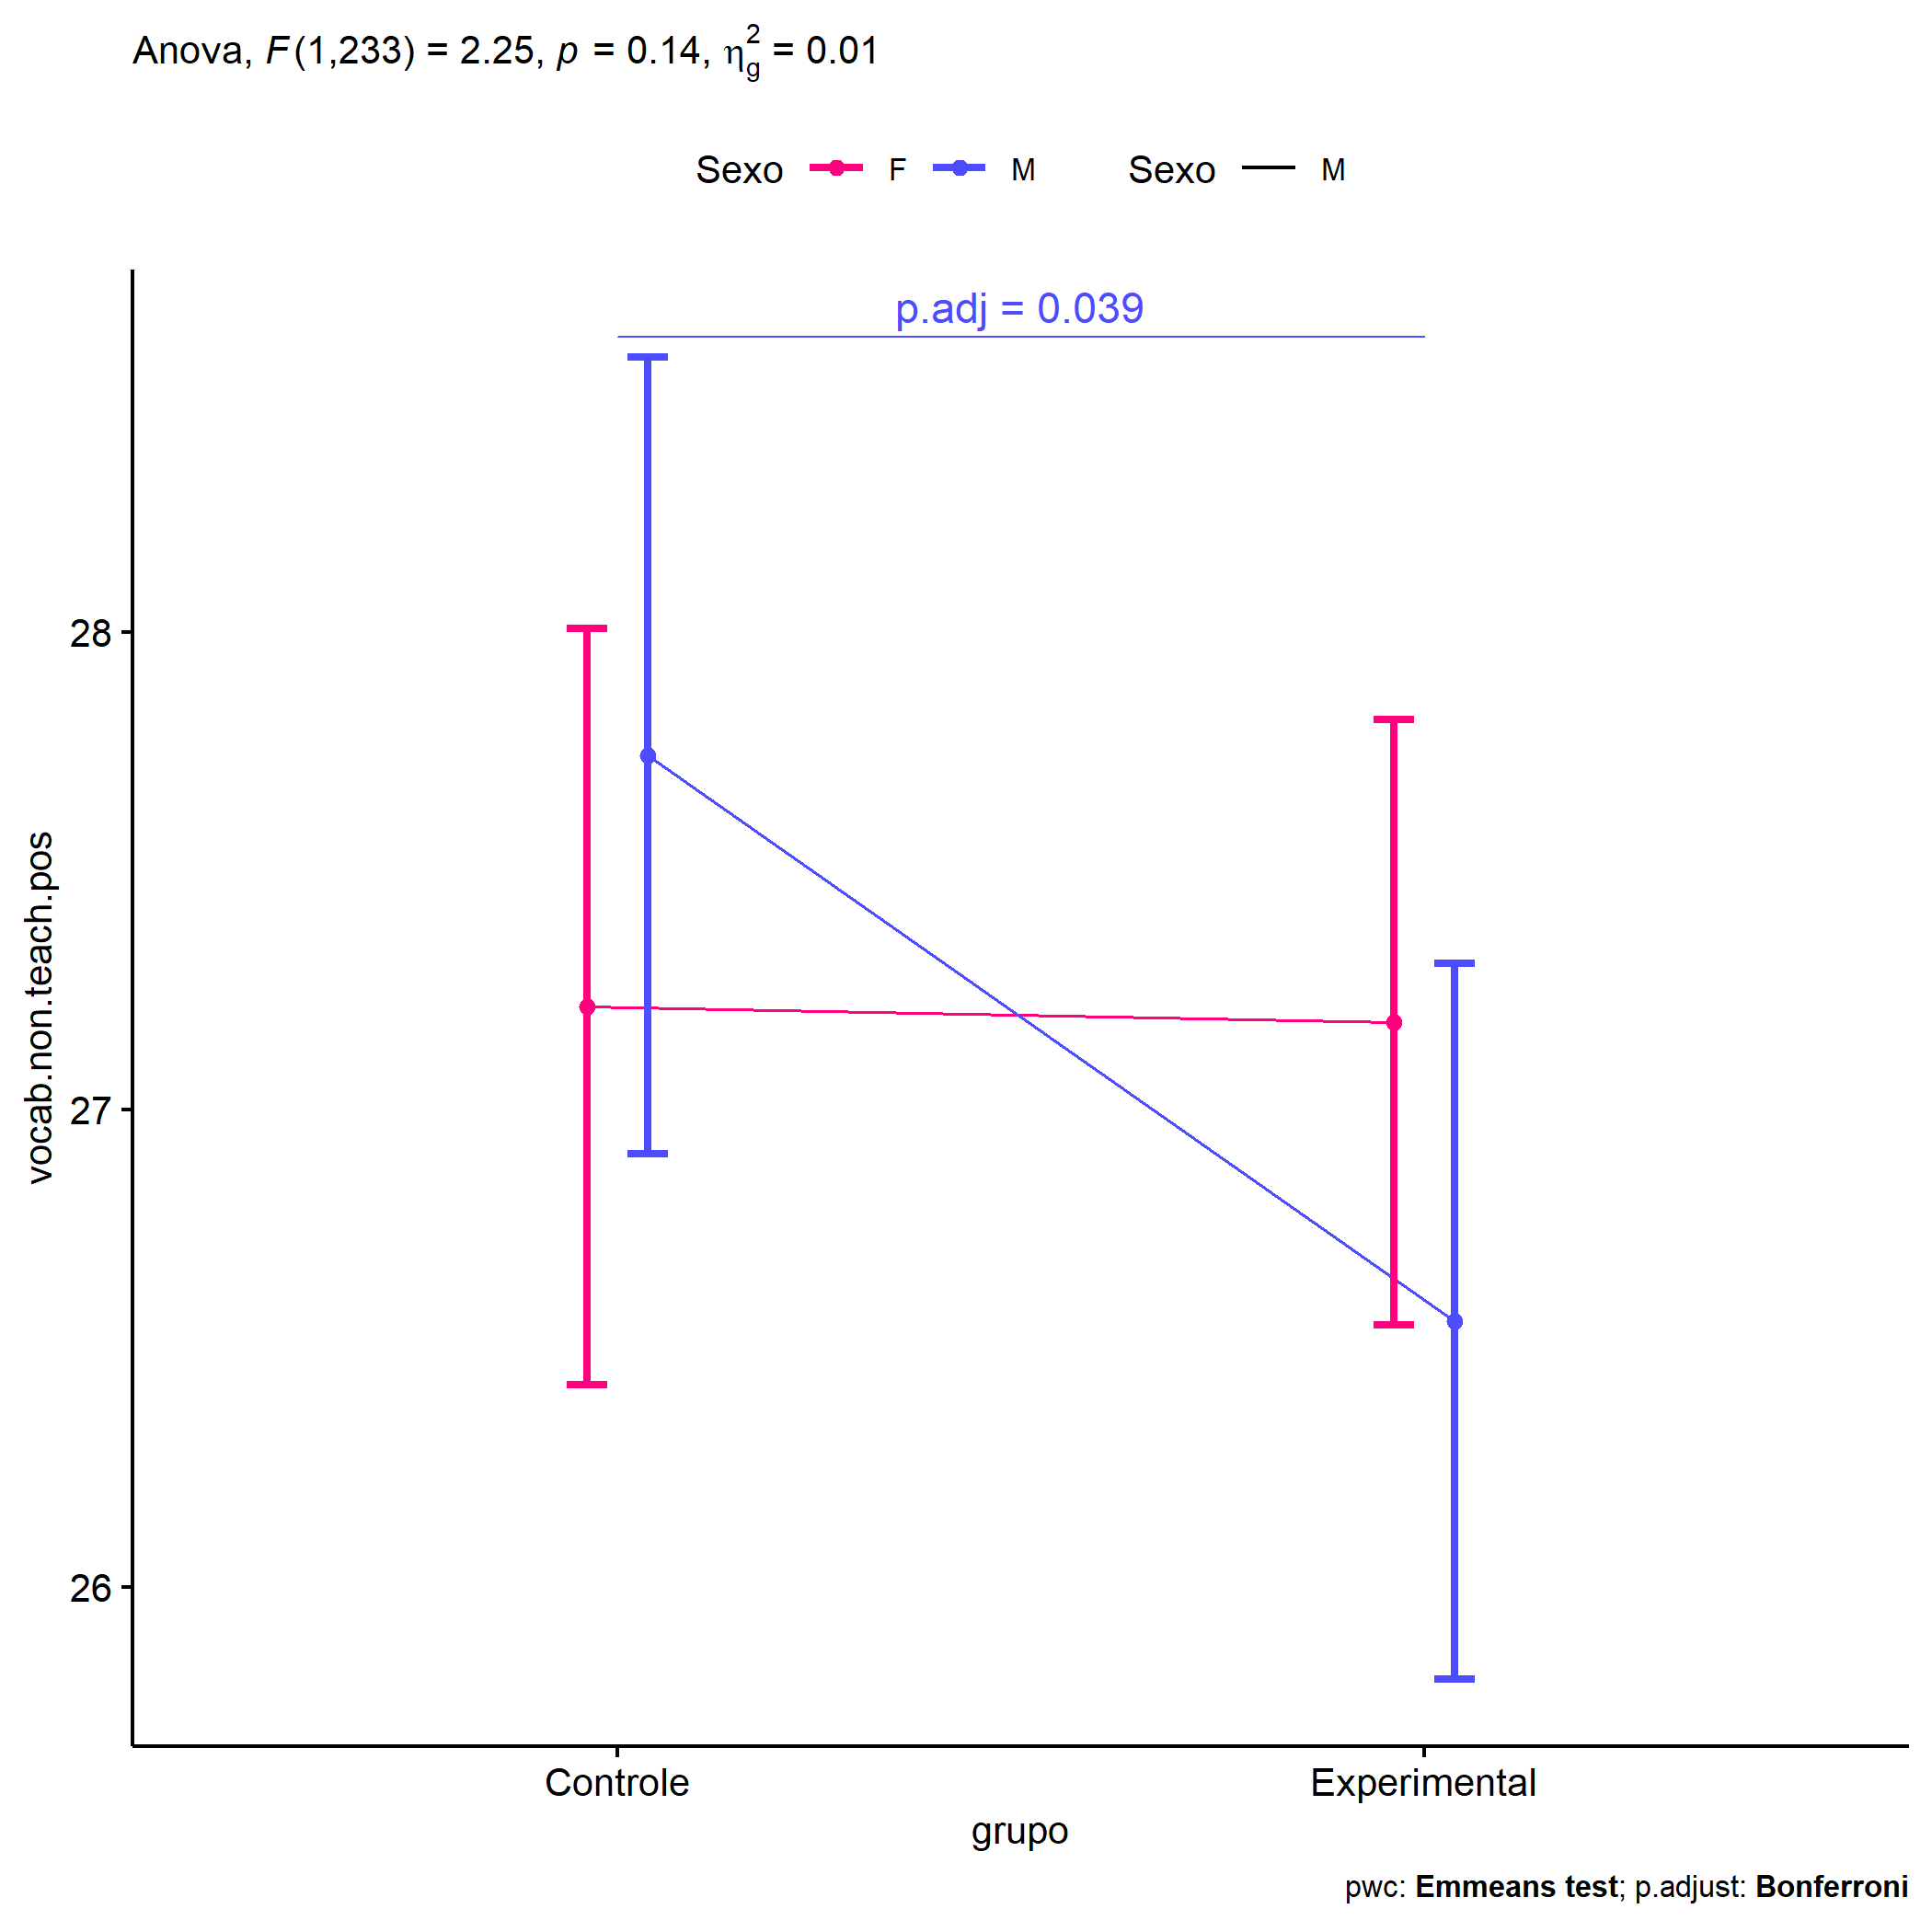 Anova, F(1,233) = 2.25, p = 0.14, η²g = 0.01
Sexo F M Sexo M
p.adj = 0.039
28
27
26
vocab.non.teach.pos
Controle Experimental
grupo
pwc: Emmeans test; p.adjust: Bonferroni